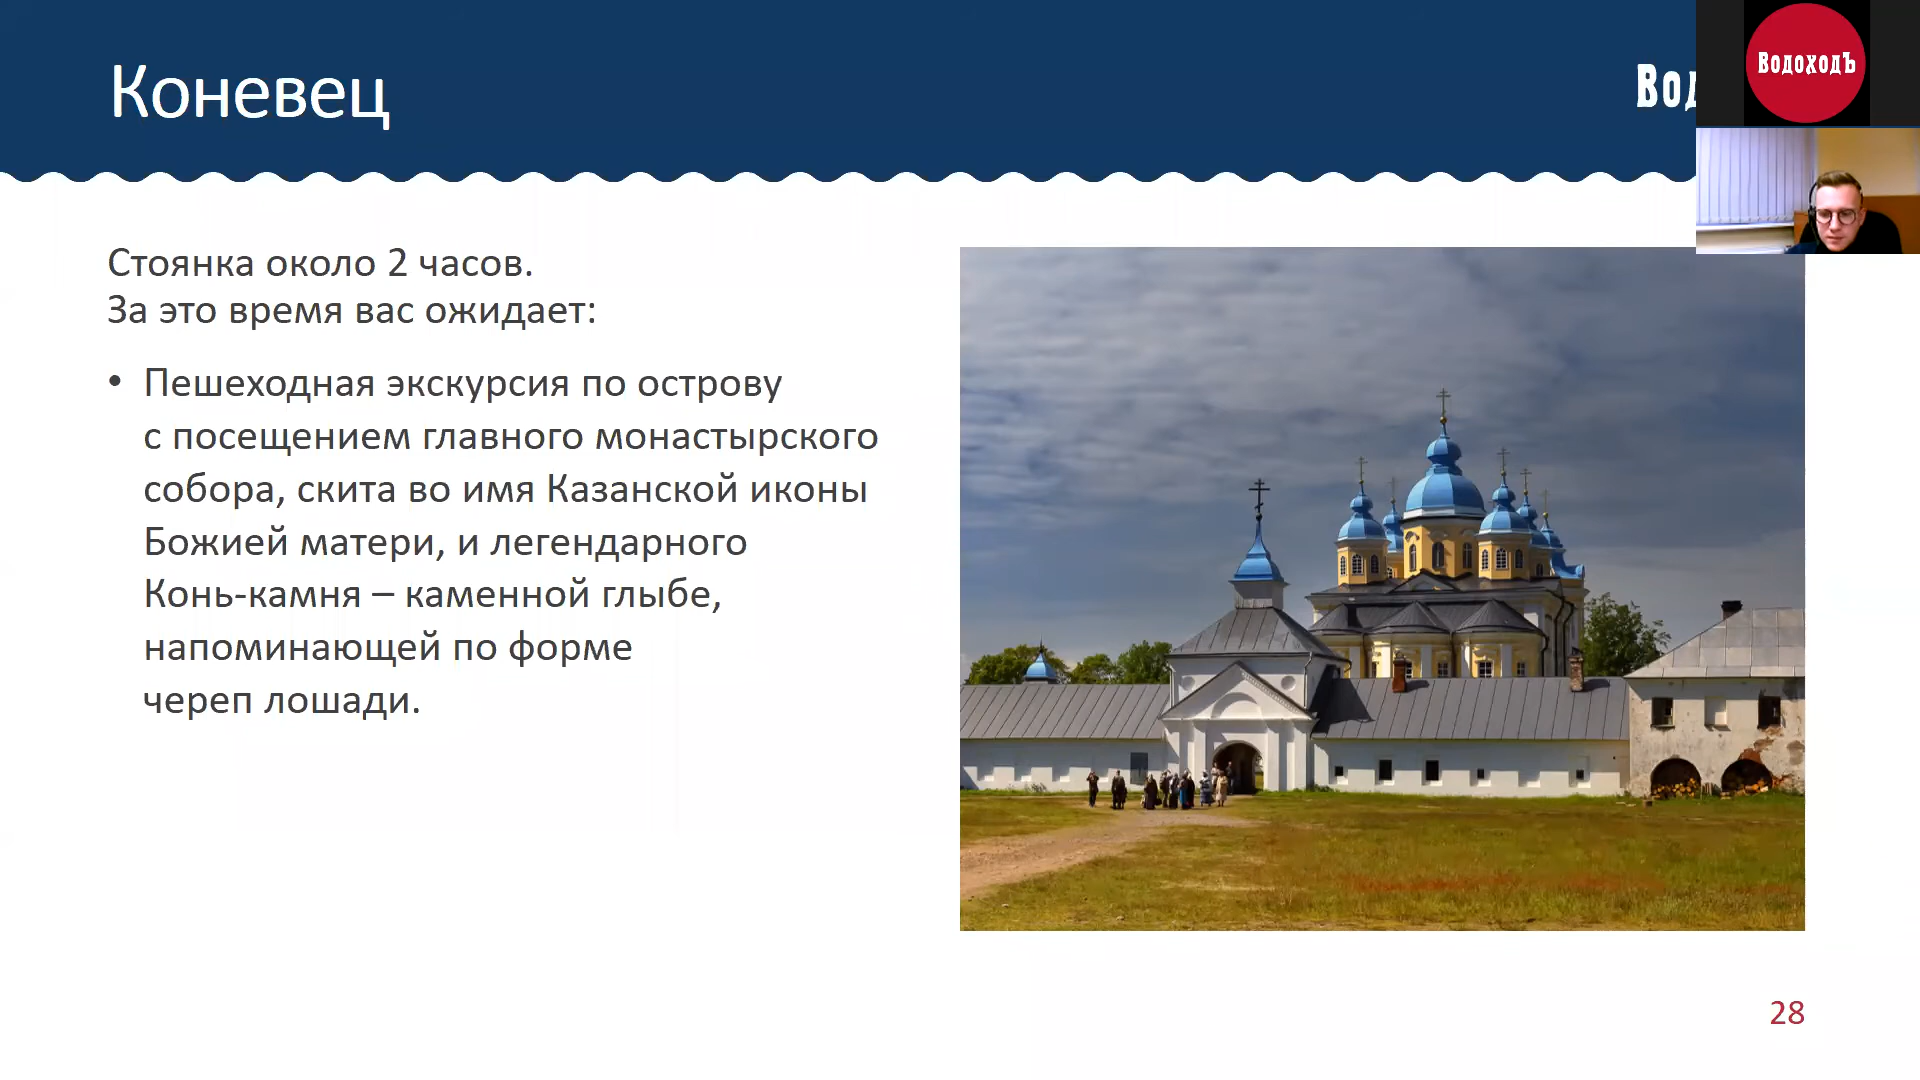 Коневец
ВодоходЪ
Стоянка около 2 часов.
За это время вас ожидает:
• Пешеходная экскурсия по острову
с посещением главного монастырского
собора, скита во имя Казанской иконы
Божией матери, и легендарного
Конь-камня – каменной глыбе,
напоминающей по форме
череп лошади.
28